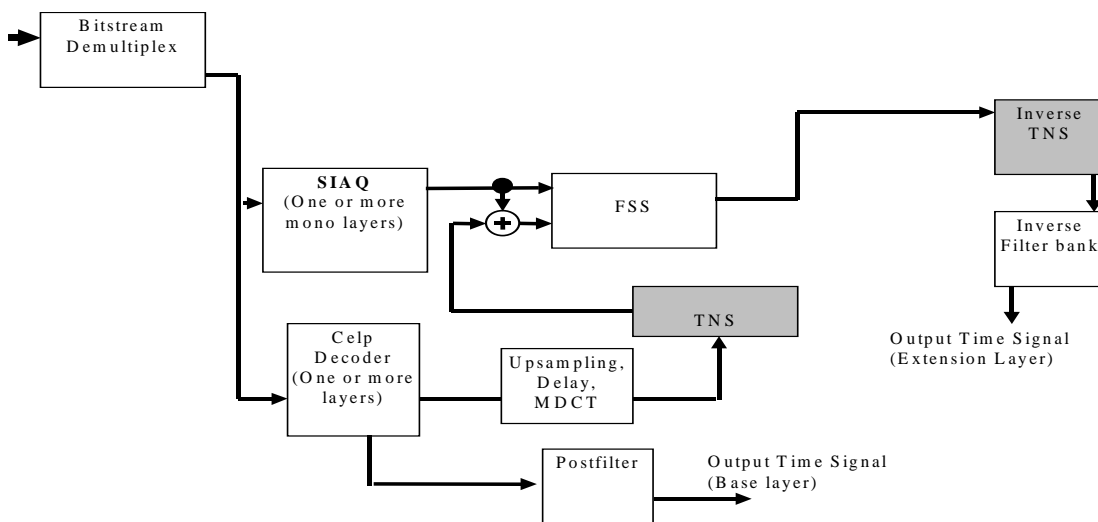 Bitstream
Demultiplex
SIAQ
(One or more
mono layers)
+
FSS
Inverse
TNS
Inverse
Filter bank
Output Time Signal
(Extension Layer)
TNS
Celp
Decoder
(One or more
layers)
Upsampling,
Delay,
MDCT
Postfilter
Output Time Signal
(Base layer)